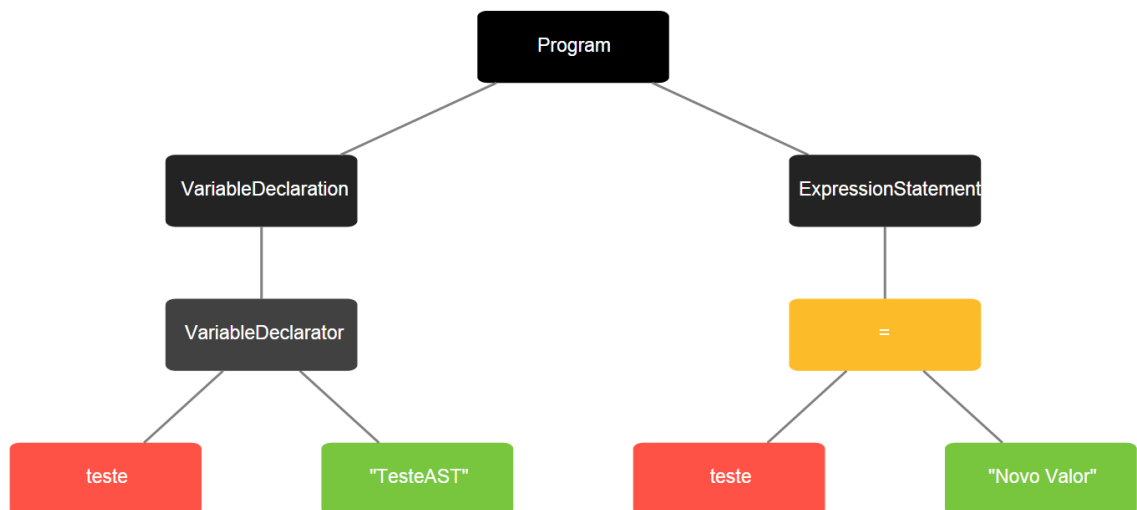 Program
VariableDeclaration
ExpressionStatement
VariableDeclarator
=
teste
"TesteAST"
teste
"Novo Valor"